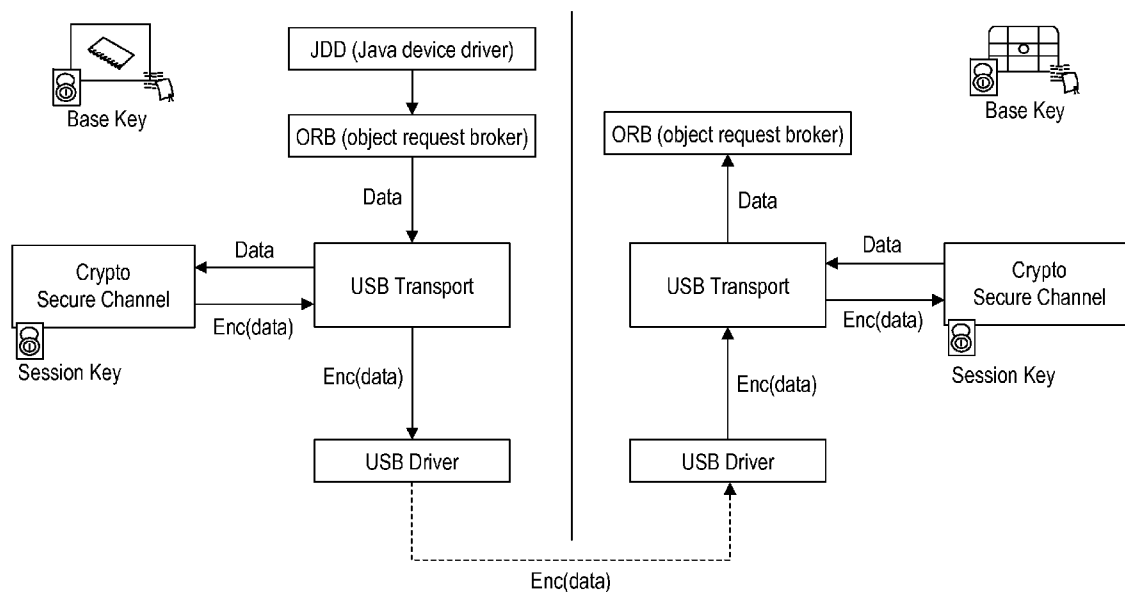 JDD (Java device driver)
Base Key
ORB (object request broker)
Data
Data
Crypto
Secure Channel
USB Transport
Enc(data)
Session Key
Enc(data)
USB Driver
Base Key
ORB (object request broker)
Data
Data
USB Transport
Crypto
Secure Channel
Enc(data)
Session Key
Enc(data)
USB Driver
Enc(data)